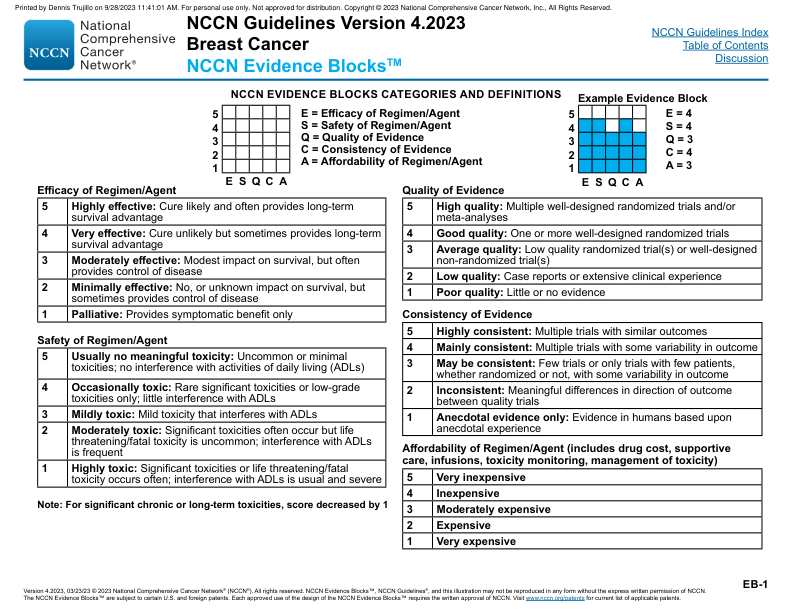 Printed by Dennis Trujillo on 9/28/2023 11:41:01 AM. For personal use only. Not approved for distribution. Copyright © 2023 National Comprehensive Cancer Network, Inc., All Rights Reserved.
NCCN
National
Comprehensive
Cancer
Network®
NCCN Guidelines Version 4.2023
Breast Cancer
NCCN Evidence Blocks™
NCCN Guidelines Index
Table of Contents
Discussion
NCCN EVIDENCE BLOCKS CATEGORIES AND DEFINITIONS
5
4
3
2
1
E S Q C A
E = Efficacy of Regimen/Agent
S = Safety of Regimen/Agent
Q = Quality of Evidence
C = Consistency of Evidence
A = Affordability of Regimen/Agent
Example Evidence Block
5
4
3
2
1
E S Q C A
E = 4
S = 4
Q = 3
C = 4
A = 3
Efficacy of Regimen/Agent
5 Highly effective: Cure likely and often provides long-term
survival advantage
4 Very effective: Cure unlikely but sometimes provides long-term
survival advantage
3 Moderately effective: Modest impact on survival, but often
provides control of disease
2 Minimally effective: No, or unknown impact on survival, but
sometimes provides control of disease
1 Palliative: Provides symptomatic benefit only
Safety of Regimen/Agent
5 Usually no meaningful toxicity: Uncommon or minimal
toxicities; no interference with activities of daily living (ADLs)
4 Occasionally toxic: Rare significant toxicities or low-grade
toxicities only; little interference with ADLs
3 Mildly toxic: Mild toxicity that interferes with ADLs
2 Moderately toxic: Significant toxicities often occur but life
threatening/fatal toxicity is uncommon; interference with ADLs
is frequent
1 Highly toxic: Significant toxicities or life threatening/fatal
toxicity occurs often; interference with ADLs is usual and severe
Note: For significant chronic or long-term toxicities, score decreased by 1
Quality of Evidence
5 High quality: Multiple well-designed randomized trials and/or
meta-analyses
4 Good quality: One or more well-designed randomized trials
3 Average quality: Low quality randomized trial(s) or well-designed
non-randomized trial(s)
2 Low quality: Case reports or extensive clinical experience
1 Poor quality: Little or no evidence
Consistency of Evidence
5 Highly consistent: Multiple trials with similar outcomes
4 Mainly consistent: Multiple trials with some variability in outcome
3 May be consistent: Few trials or only trials with few patients,
whether randomized or not, with some variability in outcome
2 Inconsistent: Meaningful differences in direction of outcome
between quality trials
1 Anecdotal evidence only: Evidence in humans based upon
anecdotal experience
Affordability of Regimen/Agent (includes drug cost, supportive
care, infusions, toxicity monitoring, management of toxicity)
5 Very inexpensive
4 Inexpensive
3 Moderately expensive
2 Expensive
1 Very expensive
EB-1
Version 4.2023, 03/23/23 © 2023 National Comprehensive Cancer Network® (NCCN®), All rights reserved. NCCN Evidence Blocks™, NCCN Guidelines®, and this illustration may not be reproduced in any form without the express written permission of NCCN.
The NCCN Evidence Blocks™ are subject to certain U.S. and foreign patents. Each approved use of the design of the NCCN Evidence Blocks™ requires the written approval of NCCN. Visit www.nccn.org/patents for current list of applicable patents.